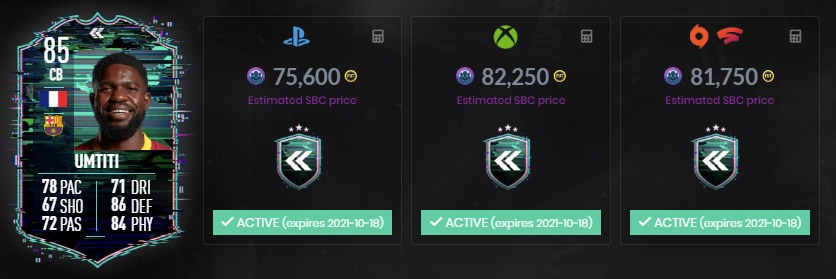 85
CB
UMTITI
78 PAC 71 DRI
67 SHO 86 DEF
72 PAS 84 PHY
75,600
Estimated SBC price
ACTIVE (expires 2021-10-18)
82,250
Estimated SBC price
ACTIVE (expires 2021-10-18)
81,750
Estimated SBC price
ACTIVE (expires 2021-10-18)